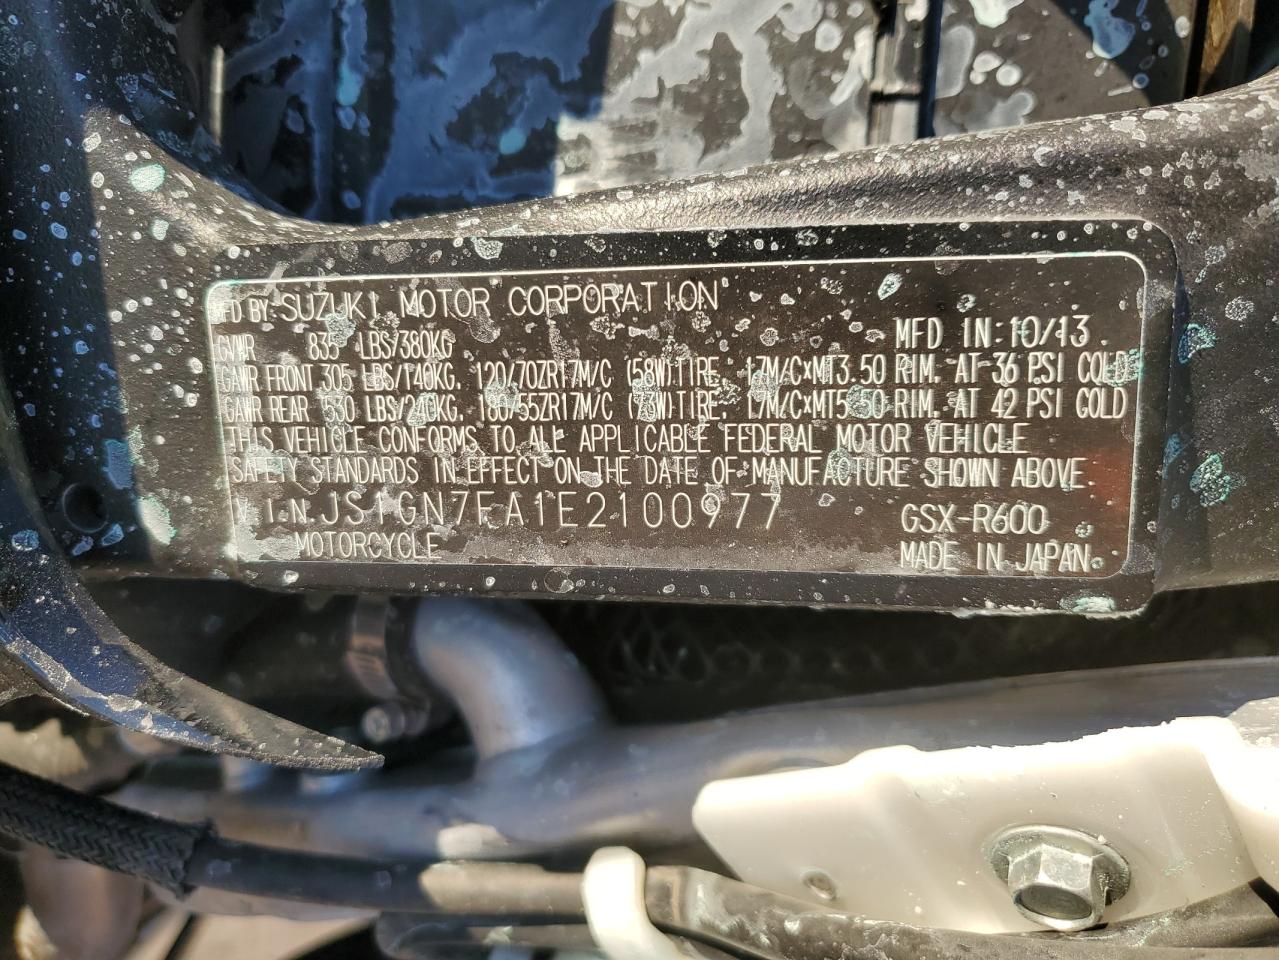 MFD BY: SUZUKI MOTOR CORPORATION
MFD IN: 10/13
GVWR 835 LBS/380KG
GAWR FRONT 305 LBS/140KG. 120/70ZR17M/C (58W) TIRE. 17M/C×MT3.50 RIM. AT 36 PSI COLD
GAWR REAR 530 LBS/240KG. 180/55ZR17M/C (73W) TIRE. 17M/C×MT5.50 RIM. AT 42 PSI COLD
THIS VEHICLE CONFORMS TO ALL APPLICABLE FEDERAL MOTOR VEHICLE
SAFETY STANDARDS IN EFFECT ON THE DATE OF MANUFACTURE SHOWN ABOVE
V.I.N. JS1GN7FA1E2100977
GSX-R600
MOTORCYCLE
MADE IN JAPAN